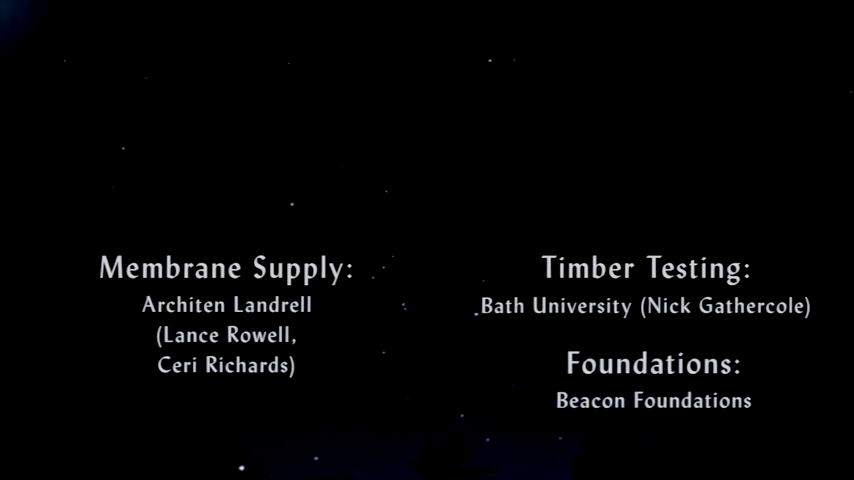 Membrane Supply:
Architen Landrell
(Lance Rowell,
Ceri Richards)
Timber Testing:
Bath University (Nick Gathercole)
Foundations:
Beacon Foundations